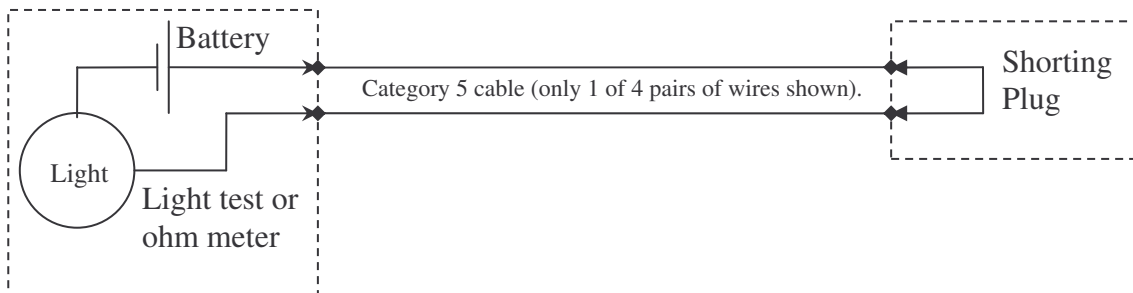 Battery
Category 5 cable (only 1 of 4 pairs of wires shown).
Shorting
Plug
Light
Light test or
ohm meter